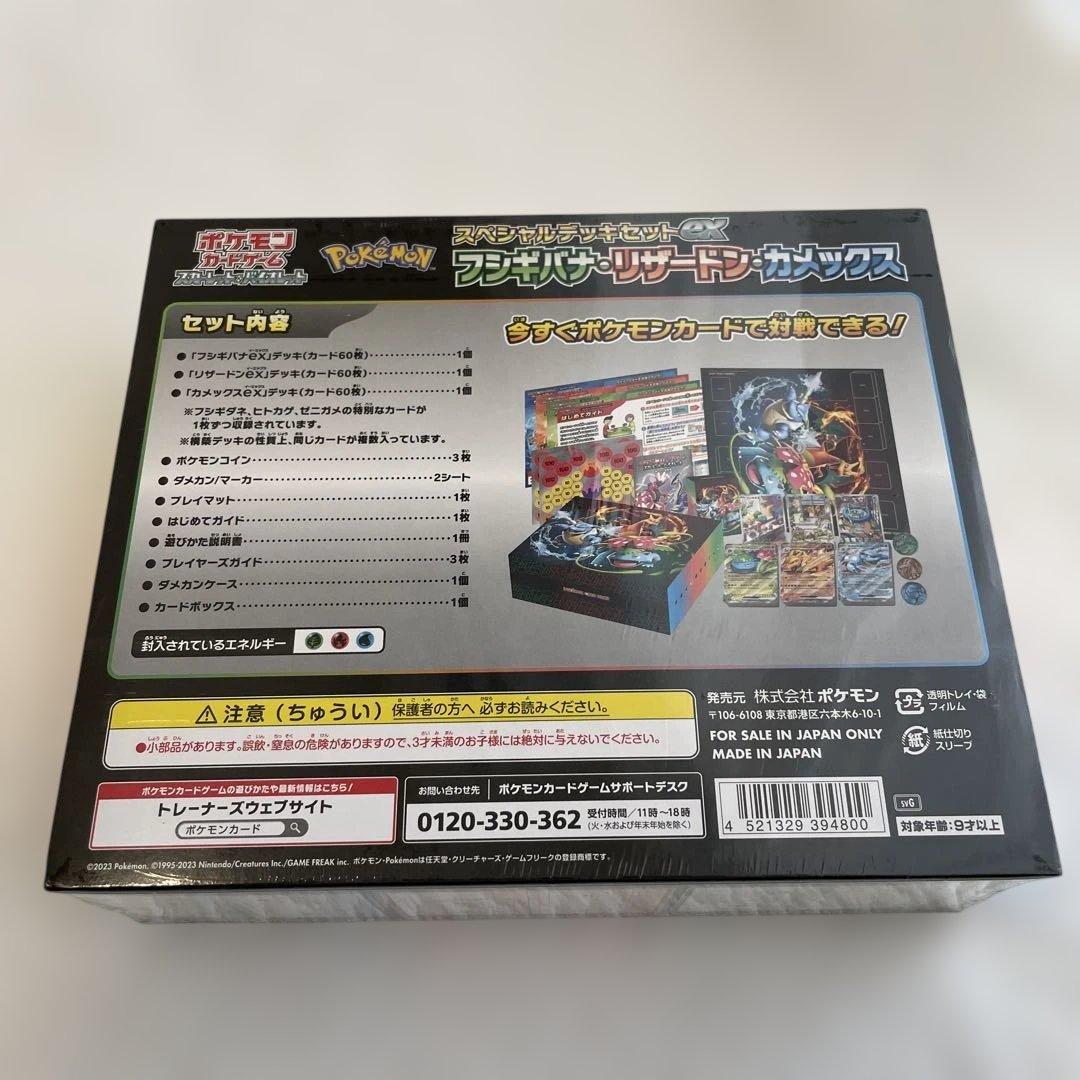 ポケモン
カードゲーム
スカーレット&バイオレット
POKéMON
スペシャルデッキセットex
フシギバナ・リザードン・カメックス
セット内容
●「フシギバナex」デッキ(カード60枚)……1個
●「リザードンex」デッキ(カード60枚)……1個
●「カメックスex」デッキ(カード60枚)……1個
※フシギダネ、ヒトカゲ、ゼニガメの特別なカードが
1枚ずつ収録されています。
※構築デッキの性質上、同じカードが複数入っています。
●ポケモンコイン……3枚
●ダメカン/マーカー……2シート
●プレイマット……1枚
●はじめてガイド……1枚
●遊びかた説明書……1冊
●プレイヤーズガイド……3枚
●ダメカンケース……1個
●カードボックス……1個
封入されているエネルギー
今すぐポケモンカードで対戦できる!
はじめてガイド
⚠注意(ちゅうい) 保護者の方へ 必ずお読みください。
●小部品があります。誤飲・窒息の危険がありますので、3才未満のお子様には絶対に与えないでください。
発売元 株式会社ポケモン
〒106-6108 東京都港区六本木6-10-1
FOR SALE IN JAPAN ONLY
MADE IN JAPAN
プラ 透明トレイ・袋
フィルム
紙 紙仕切り
スリーブ
ポケモンカードゲームの遊びかたや最新情報はこちら!
トレーナーズウェブサイト
ポケモンカード
お問い合わせ先 ポケモンカードゲームサポートデスク
0120-330-362 受付時間/11時~18時
(火・水および年末年始を除く)
4 521329 394800
svG
対象年齢:9才以上
©2023 Pokémon. ©1995-2023 Nintendo/Creatures Inc./GAME FREAK inc. ポケモン・Pokémonは任天堂・クリーチャーズ・ゲームフリークの登録商標です。